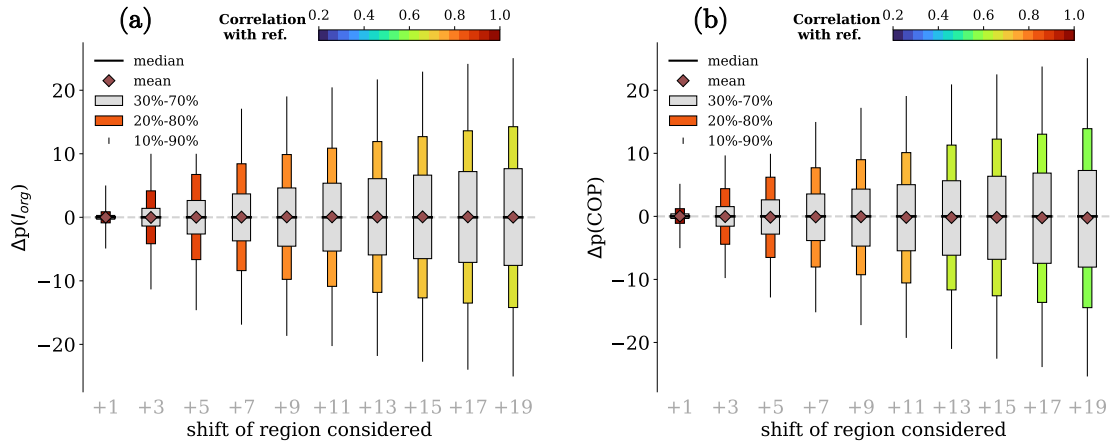 (a)
Correlation
with ref.
0.2 0.4 0.6 0.8 1.0
median
mean
30%-70%
20%-80%
10%-90%
20
10
0
−10
−20
Δp(I_org)
+1 +3 +5 +7 +9 +11 +13 +15 +17 +19
shift of region considered
(b)
Correlation
with ref.
0.2 0.4 0.6 0.8 1.0
median
mean
30%-70%
20%-80%
10%-90%
20
10
0
−10
−20
Δp(COP)
+1 +3 +5 +7 +9 +11 +13 +15 +17 +19
shift of region considered